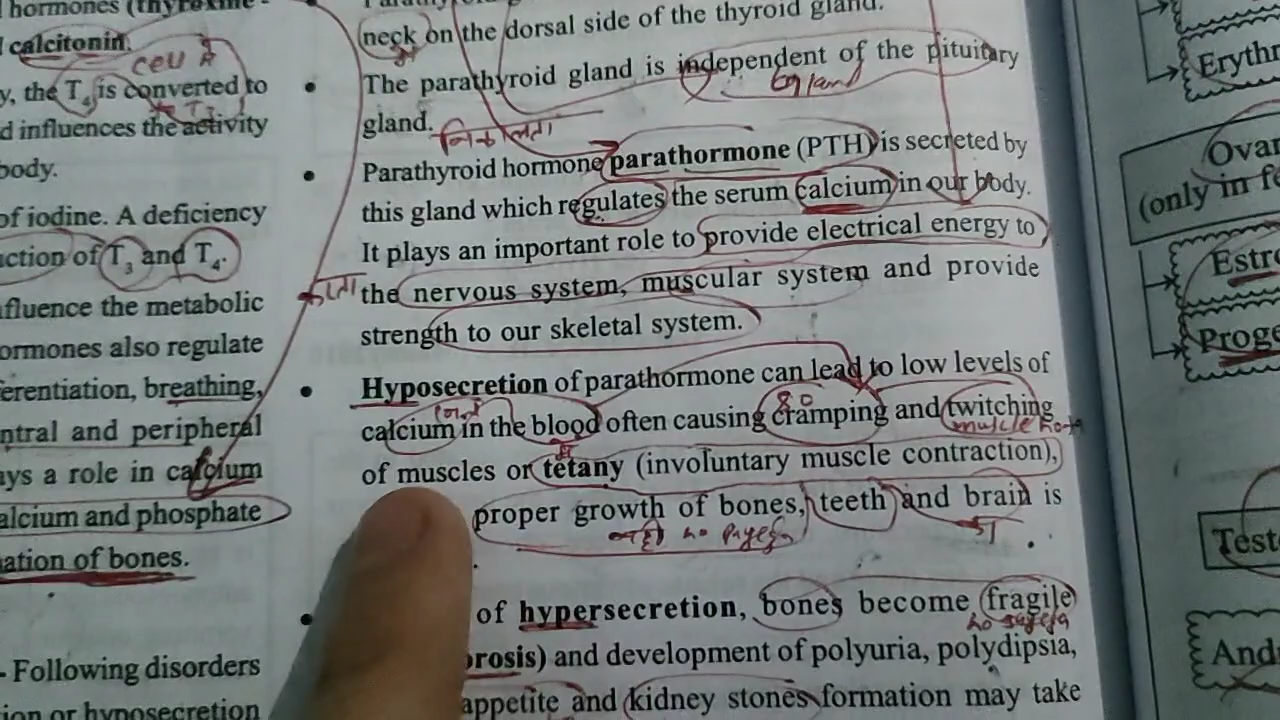 hormones (thyroxine -
calcitonin.
y, the T4 is converted to
d influences the activity
body.
of iodine. A deficiency
ction of T3 and T4.
nfluence the metabolic
ormones also regulate
erentiation, breathing,
ntral and peripheral
ays a role in calcium
alcium and phosphate
ation of bones.
- Following disorders
ion or hyposecretion
neck on the dorsal side of the thyroid gland.
• The parathyroid gland is independent of the pituitary
gland.
• Parathyroid hormone parathormone (PTH) is secreted by
this gland which regulates the serum calcium in our body.
It plays an important role to provide electrical energy to
the nervous system, muscular system and provide
strength to our skeletal system.
• Hyposecretion of parathormone can lead to low levels of
calcium in the blood often causing cramping and twitching
of muscles or tetany (involuntary muscle contraction),
proper growth of bones, teeth and brain is
• of hypersecretion, bones become fragile
orosis) and development of polyuria, polydipsia,
appetite and kidney stones formation may take
Erythr
Ovar
(only in fe
Estro
Proge
Teste
And